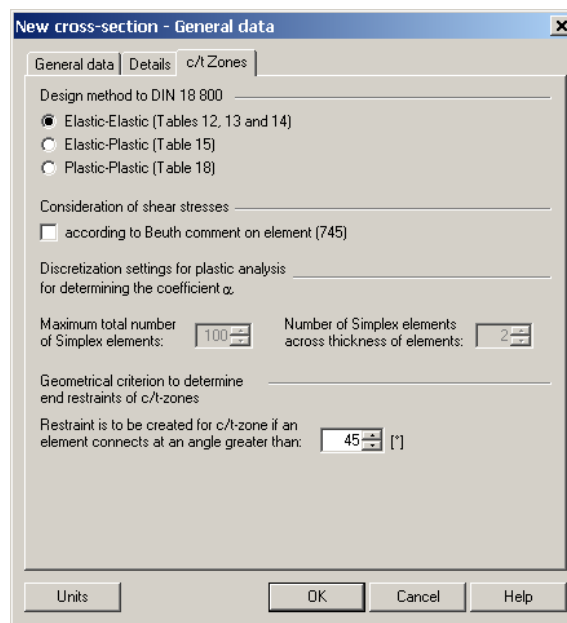 New cross-section - General data
General data Details c/t Zones
Design method to DIN 18 800
Elastic-Elastic (Tables 12, 13 and 14)
Elastic-Plastic (Table 15)
Plastic-Plastic (Table 18)
Consideration of shear stresses
according to Beuth comment on element (745)
Discretization settings for plastic analysis
for determining the coefficient α.
Maximum total number
of Simplex elements: 100
Number of Simplex elements
across thickness of elements: 2
Geometrical criterion to determine
end restraints of c/t-zones
Restraint is to be created for c/t-zone if an
element connects at an angle greater than: 45 [°]
Units OK Cancel Help